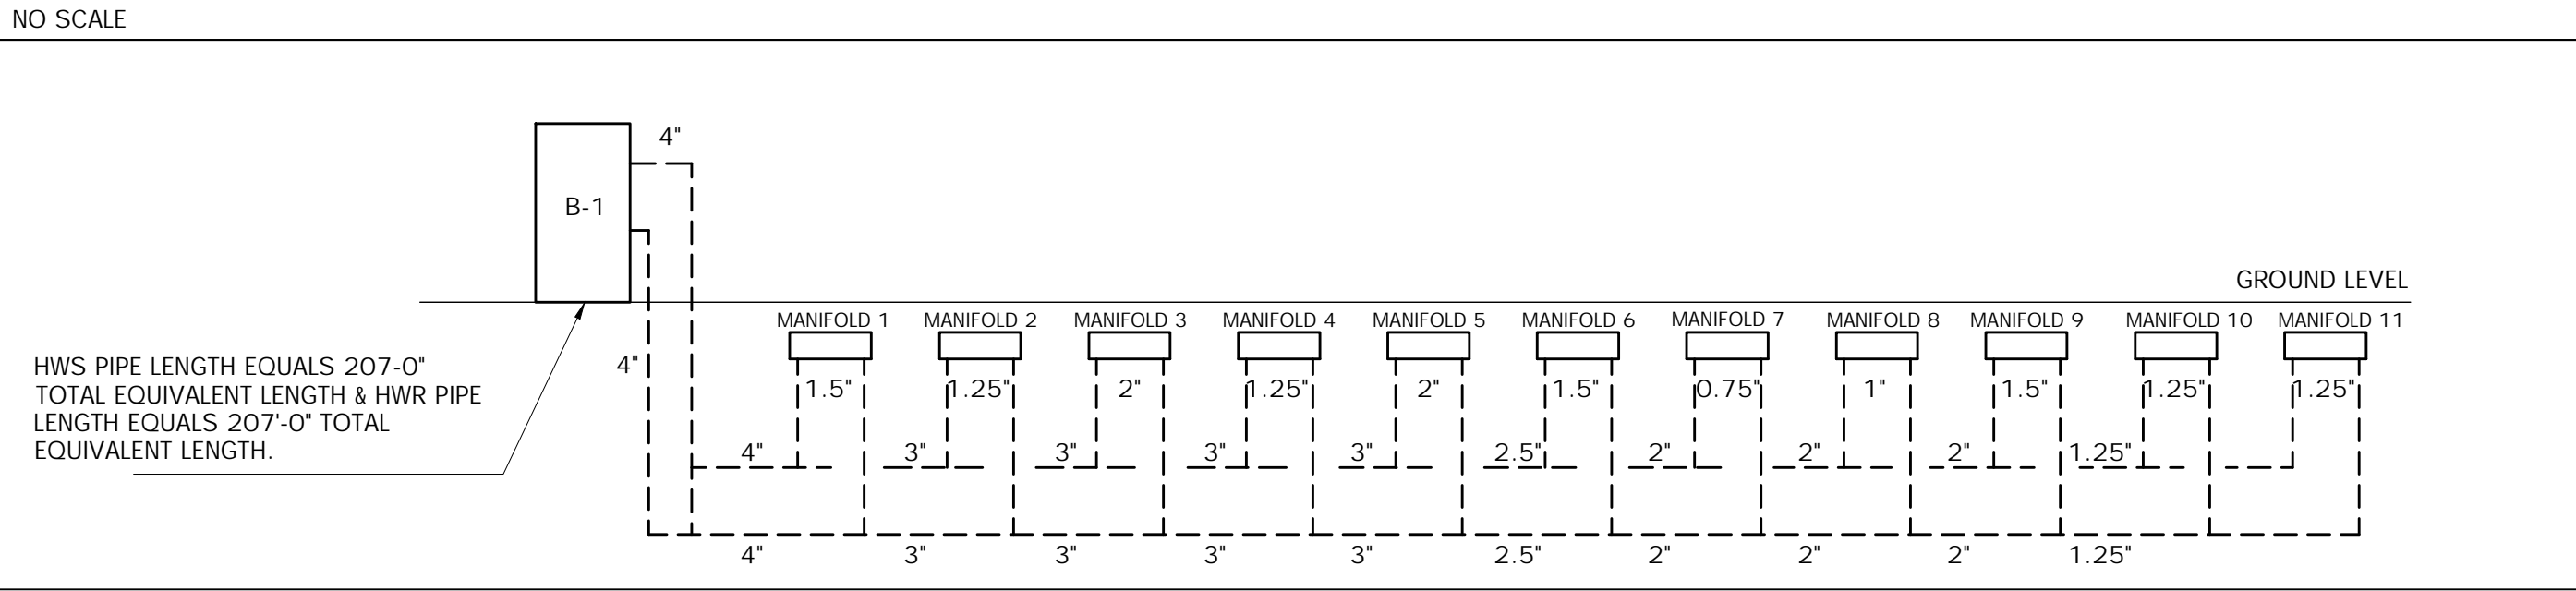 NO SCALE
4"
B-1
GROUND LEVEL
MANIFOLD 1 MANIFOLD 2 MANIFOLD 3 MANIFOLD 4 MANIFOLD 5 MANIFOLD 6 MANIFOLD 7 MANIFOLD 8 MANIFOLD 9 MANIFOLD 10 MANIFOLD 11
HWS PIPE LENGTH EQUALS 207-0"
TOTAL EQUIVALENT LENGTH & HWR PIPE
LENGTH EQUALS 207'-0" TOTAL
EQUIVALENT LENGTH.
4"
1.5" 1.25" 2" 1.25" 2" 1.5" 0.75" 1" 1.5" 1.25" 1.25"
4" 3" 3" 3" 3" 2.5" 2" 2" 2" 1.25"
4" 3" 3" 3" 3" 2.5" 2" 2" 2" 1.25"